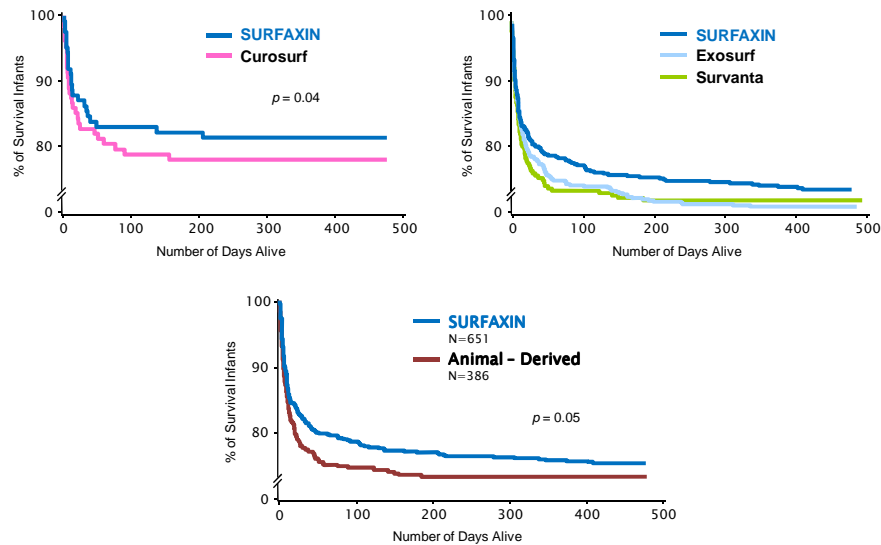 SURFAXIN
Curosurf
p = 0.04
% of Survival Infants
100
90
80
0
0 100 200 300 400 500
Number of Days Alive
SURFAXIN
Exosurf
Survanta
% of Survival Infants
100
90
80
0
0 100 200 300 400 500
Number of Days Alive
SURFAXIN
N=651
Animal – Derived
N=386
p = 0.05
% of Survival Infants
100
90
80
0
0 100 200 300 400 500
Number of Days Alive